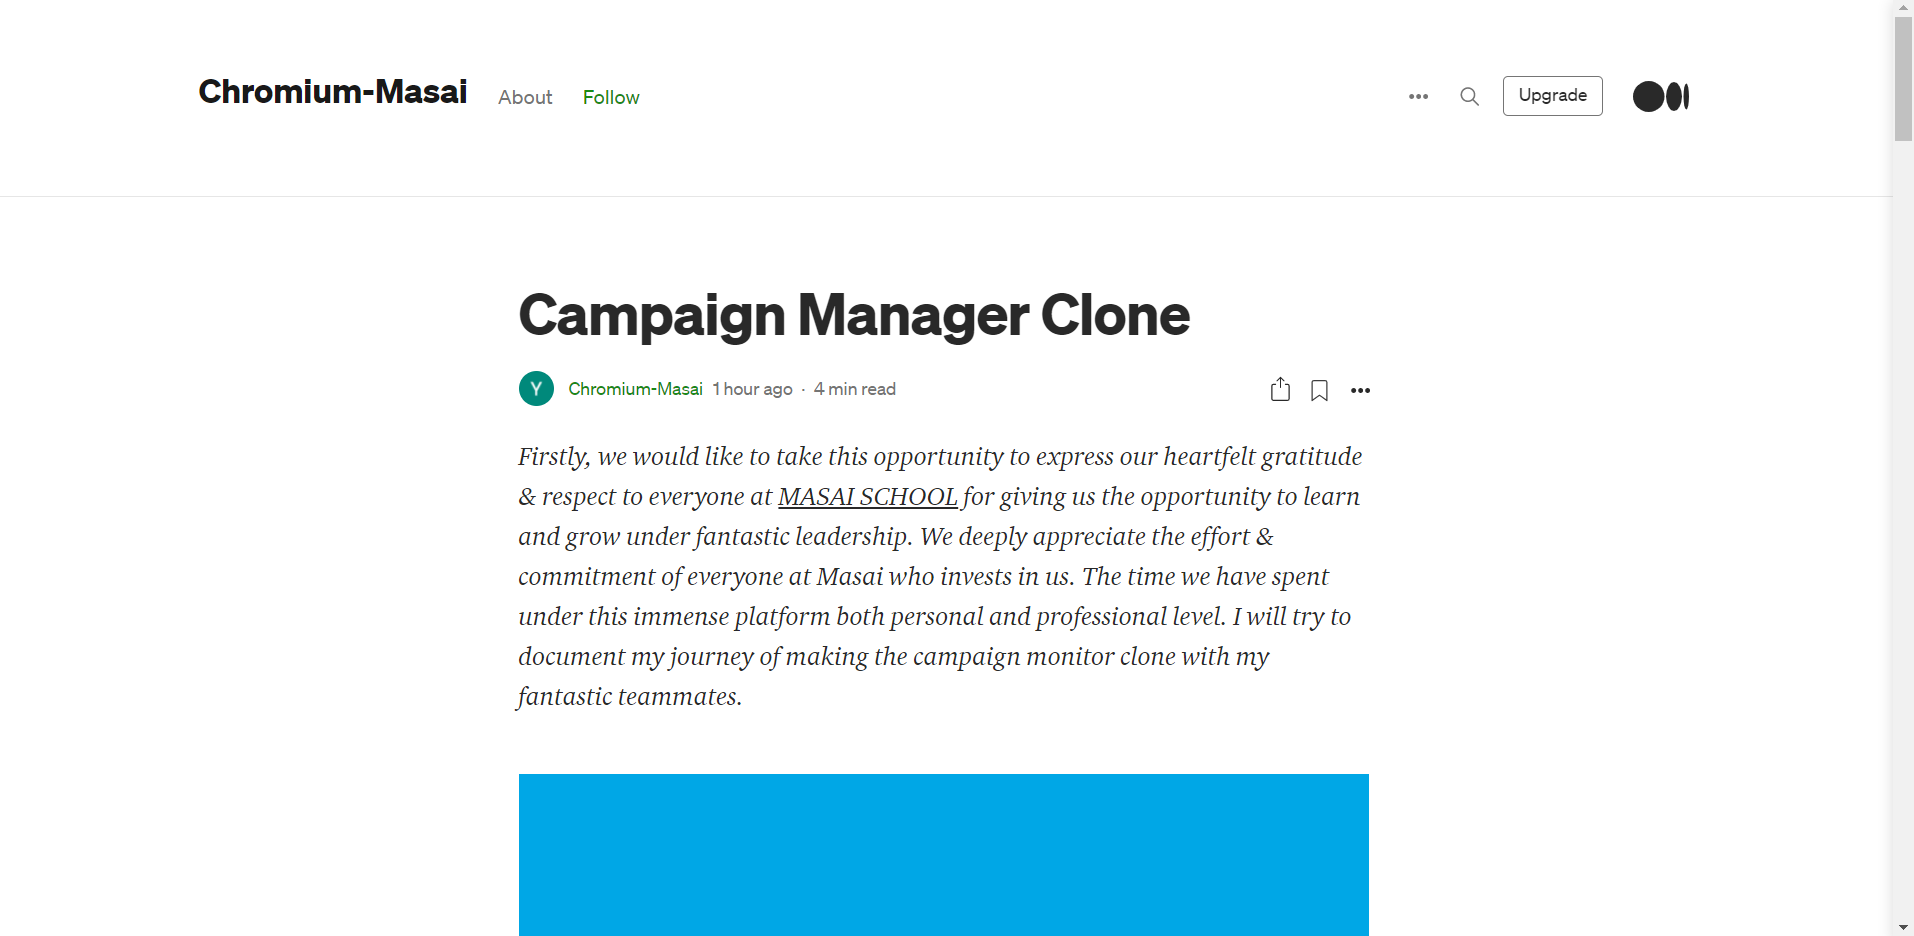 Chromium-Masai About Follow Upgrade
Campaign Manager Clone
Y Chromium-Masai 1 hour ago · 4 min read
Firstly, we would like to take this opportunity to express our heartfelt gratitude
& respect to everyone at MASAI SCHOOL for giving us the opportunity to learn
and grow under fantastic leadership. We deeply appreciate the effort &
commitment of everyone at Masai who invests in us. The time we have spent
under this immense platform both personal and professional level. I will try to
document my journey of making the campaign monitor clone with my
fantastic teammates.